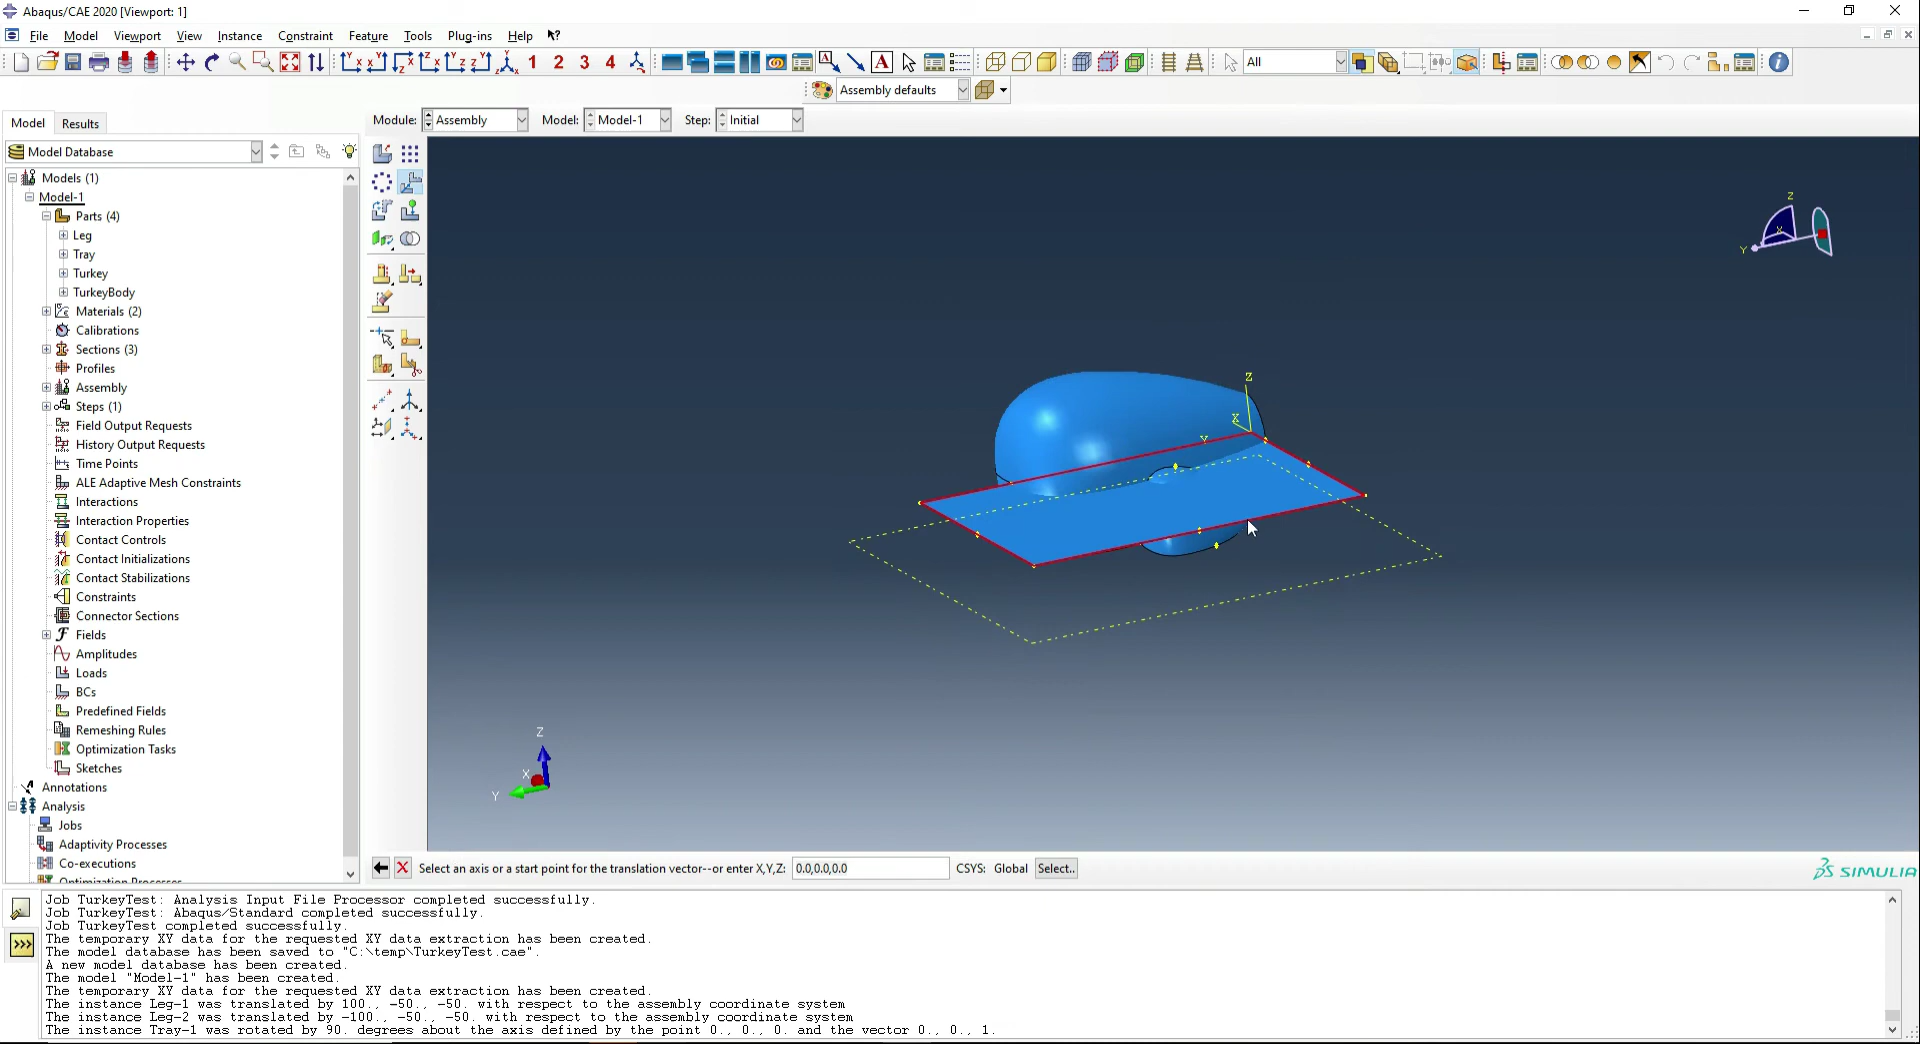 Abaqus/CAE 2020 [Viewport: 1]
File Model Viewport View Instance Constraint Feature Tools Plug-ins Help
1 2 3 4 A All
Assembly defaults
Model Results
Module: Assembly Model: Model-1 Step: Initial
Model Database
Models (1)
Model-1
Parts (4)
Leg
Tray
Turkey
TurkeyBody
Materials (2)
Calibrations
Sections (3)
Profiles
Assembly
Steps (1)
Field Output Requests
History Output Requests
Time Points
ALE Adaptive Mesh Constraints
Interactions
Interaction Properties
Contact Controls
Contact Initializations
Contact Stabilizations
Constraints
Connector Sections
Fields
Amplitudes
Loads
BCs
Predefined Fields
Remeshing Rules
Optimization Tasks
Sketches
Annotations
Analysis
Jobs
Adaptivity Processes
Co-executions
Optimization Processes
Z
Y
X
Z
X
Y
Z
X
Y
Select an axis or a start point for the translation vector--or enter X,Y,Z: 0.0,0.0,0.0 CSYS: Global Select..
SIMULIA
Job TurkeyTest: Analysis Input File Processor completed successfully.
Job TurkeyTest: Abaqus/Standard completed successfully.
Job TurkeyTest completed successfully.
The temporary XY data for the requested XY data extraction has been created.
The model database has been saved to "C:\temp\TurkeyTest.cae".
A new model database has been created.
The model "Model-1" has been created.
The temporary XY data for the requested XY data extraction has been created.
The instance Leg-1 was translated by 100., -50., -50. with respect to the assembly coordinate system
The instance Leg-2 was translated by -100., -50., -50. with respect to the assembly coordinate system
The instance Tray-1 was rotated by 90. degrees about the axis defined by the point 0., 0., 0. and the vector 0., 0., 1.